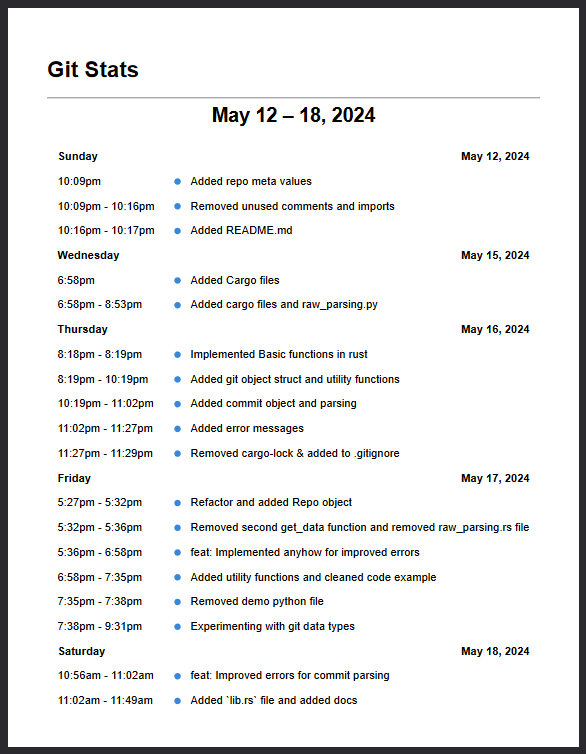 Git Stats
May 12 – 18, 2024
Sunday May 12, 2024
10:09pm Added repo meta values
10:09pm - 10:16pm Removed unused comments and imports
10:16pm - 10:17pm Added README.md
Wednesday May 15, 2024
6:58pm Added Cargo files
6:58pm - 8:53pm Added cargo files and raw_parsing.py
Thursday May 16, 2024
8:18pm - 8:19pm Implemented Basic functions in rust
8:19pm - 10:19pm Added git object struct and utility functions
10:19pm - 11:02pm Added commit object and parsing
11:02pm - 11:27pm Added error messages
11:27pm - 11:29pm Removed cargo-lock & added to .gitignore
Friday May 17, 2024
5:27pm - 5:32pm Refactor and added Repo object
5:32pm - 5:36pm Removed second get_data function and removed raw_parsing.rs file
5:36pm - 6:58pm feat: Implemented anyhow for improved errors
6:58pm - 7:35pm Added utility functions and cleaned code example
7:35pm - 7:38pm Removed demo python file
7:38pm - 9:31pm Experimenting with git data types
Saturday May 18, 2024
10:56am - 11:02am feat: Improved errors for commit parsing
11:02am - 11:49am Added `lib.rs` file and added docs